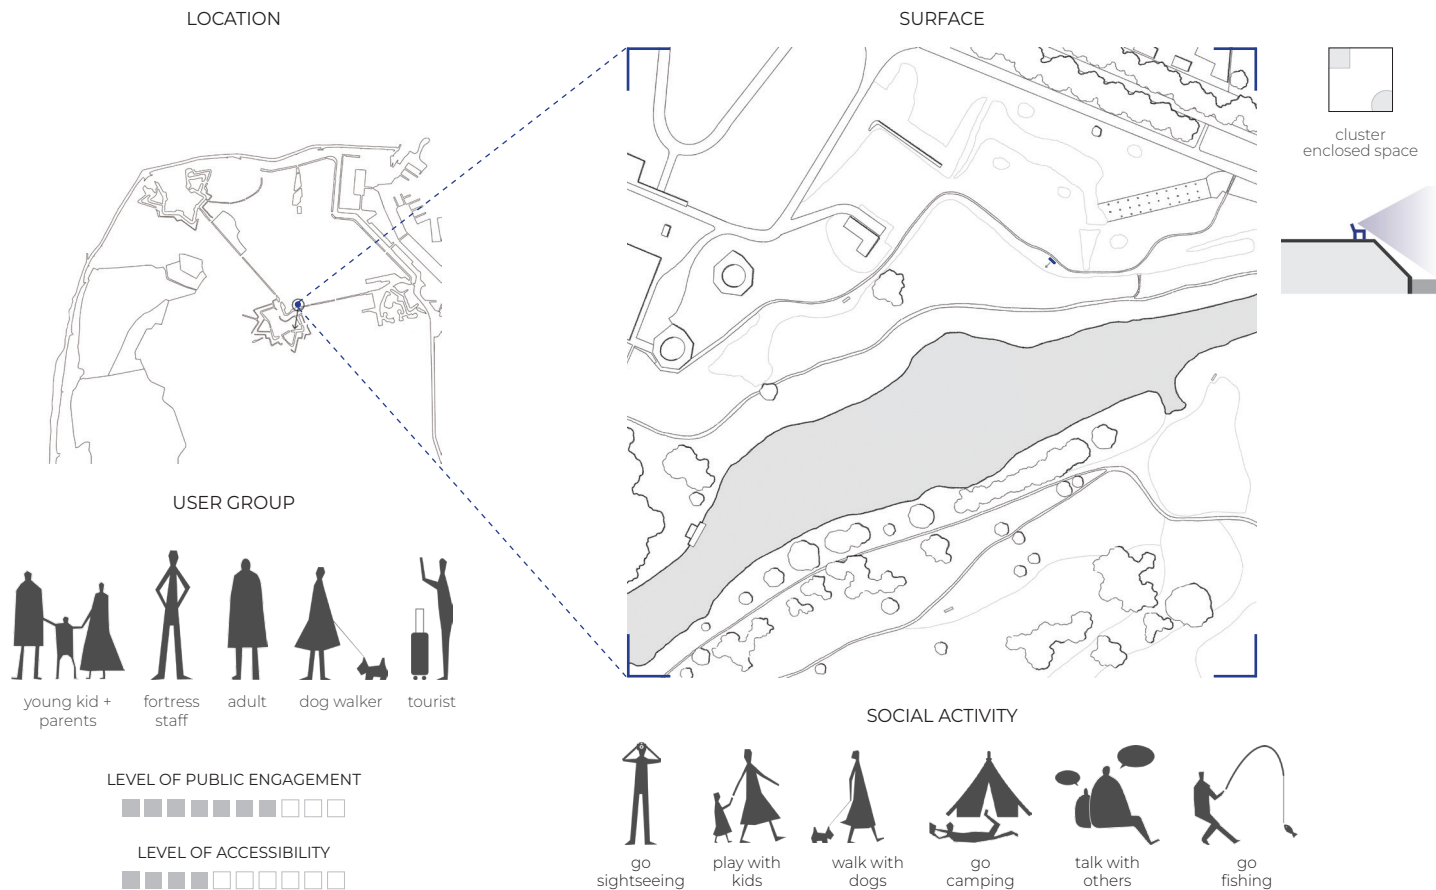 LOCATION
SURFACE
cluster
enclosed space
USER GROUP
young kid +
parents
fortress
staff
adult
dog walker
tourist
LEVEL OF PUBLIC ENGAGEMENT
LEVEL OF ACCESSIBILITY
SOCIAL ACTIVITY
go
sightseeing
play with
kids
walk with
dogs
go
camping
talk with
others
go
fishing